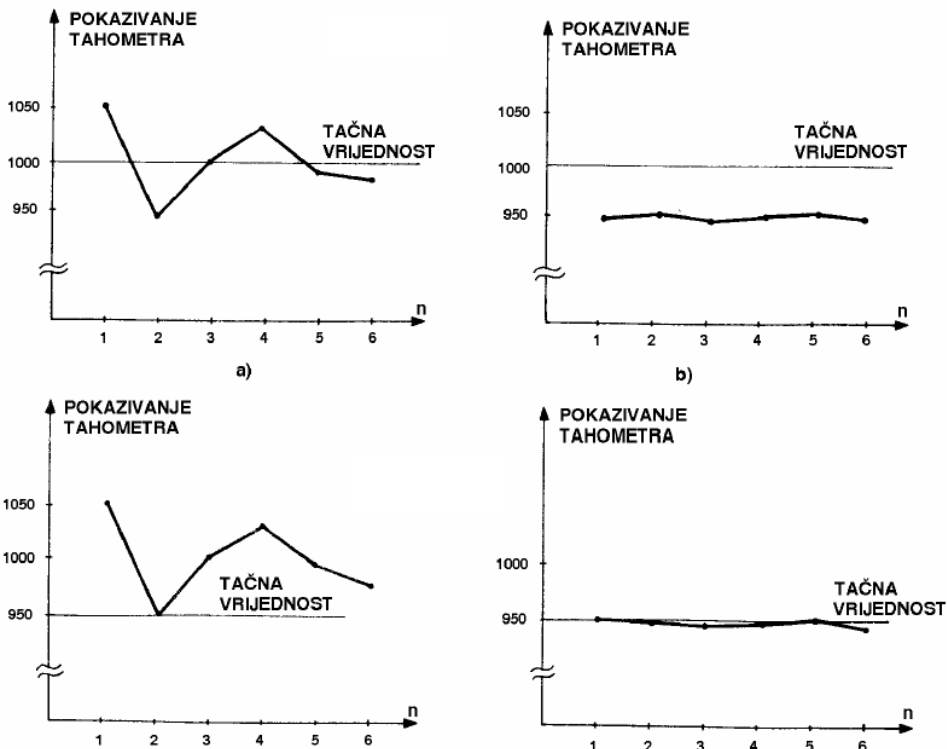 POKAZIVANJE
TAHOMETRA
1050
1000
950
TAČNA
VRIJEDNOST
n
1 2 3 4 5 6
a)
POKAZIVANJE
TAHOMETRA
1050
1000
950
TAČNA
VRIJEDNOST
n
1 2 3 4 5 6
b)
POKAZIVANJE
TAHOMETRA
1050
1000
950
TAČNA
VRIJEDNOST
n
1 2 3 4 5 6
POKAZIVANJE
TAHOMETRA
1000
950
TAČNA
VRIJEDNOST
n
1 2 3 4 5 6